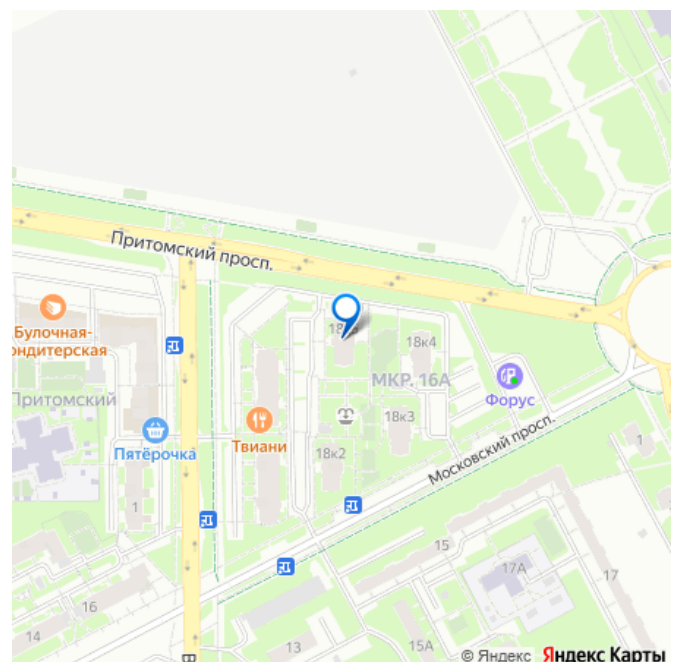 Притомский просп.
Булочная-
ондитерская
18к4
МКР. 16А
Форус
Притомский
Пятёрочка
Твиани
18к3
18к2
Московский просп.
1
1
15
17А
17
16
14
13
15А
В
© Яндекс Яндекс Карты